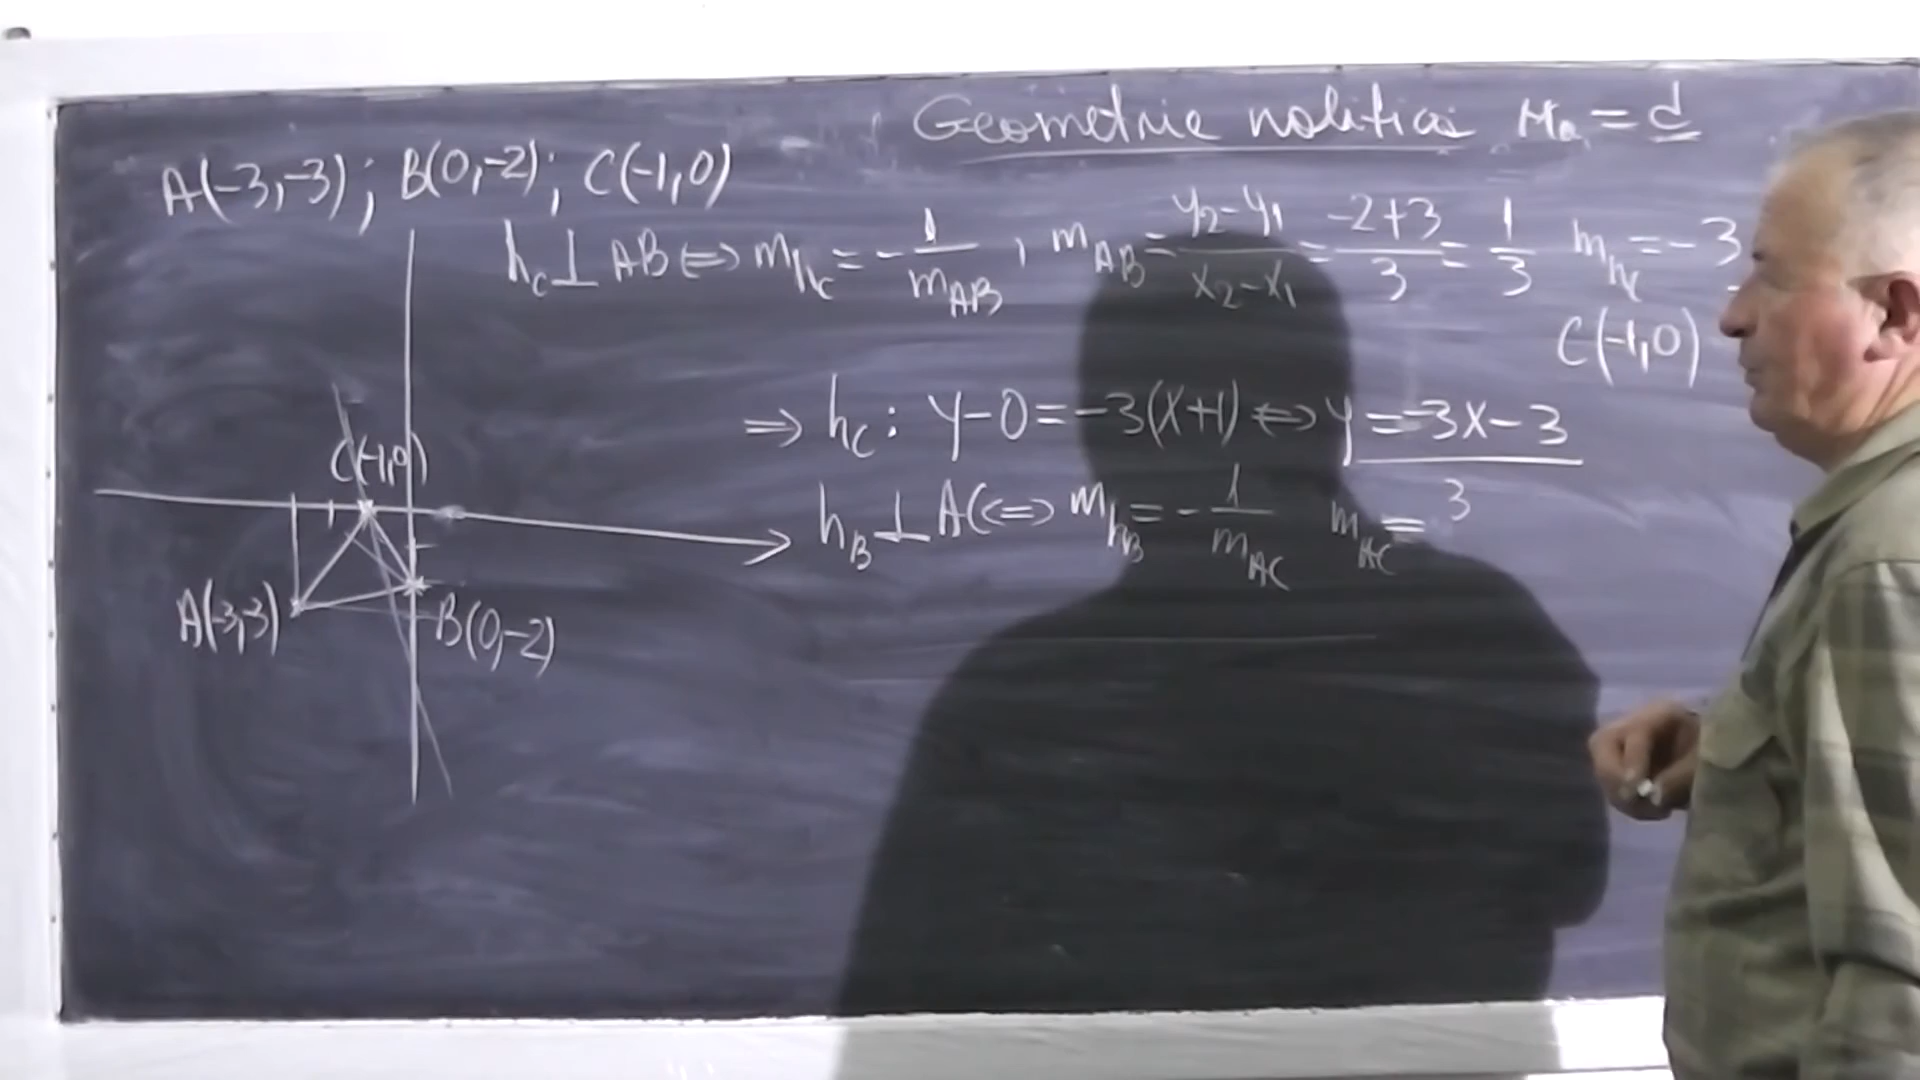 Geometrie nalitica Ma = d
A(-3,-3); B(0,-2); C(-1,0)
h_C ⊥ AB ⇔ m_{h_C} = -1/m_{AB} , m_{AB} = (y_2-y_1)/(x_2-x_1) = (-2+3)/3 = 1/3 m_{h_C} = -3
C(-1,0)
⇒ h_C: y-0 = -3(x+1) ⇔ y = -3x-3
h_B ⊥ AC ⇔ m_{h_B} = -1/m_{AC} m_{AC} = 3
C(-1,0)
A(-3,-3)
B(0,-2)